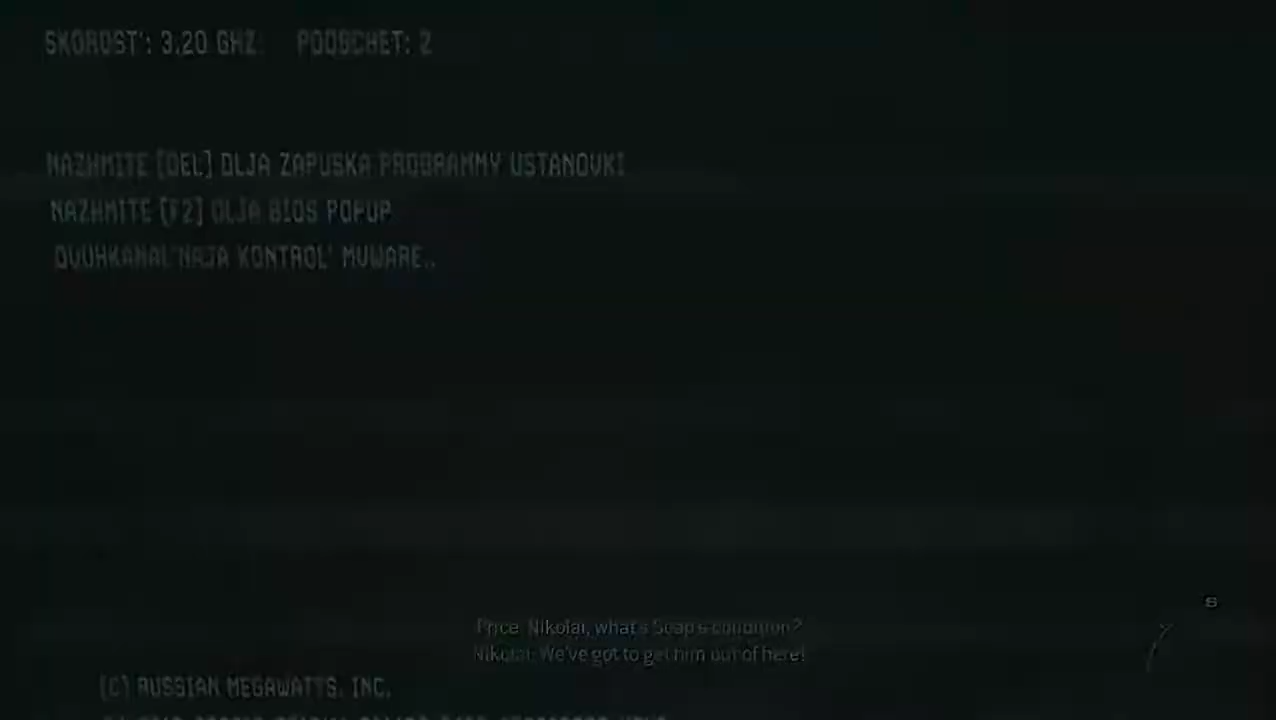 SKOROST': 3,20 GHZ PODSCHET: 2
NAZHMITE [DEL] DLJA ZAPUSKA PROGRAMMY USTANOVKI
NAZHMITE [F2] DLJA BIOS POPUP
DVUHKANAL'NAJA KONTROL' MVWARE..
S
Price: Nikolai, what's Soap's condition?
Nikolai: We've got to get him out of here!
(C) RUSSIAN MEGAWATTS, INC.